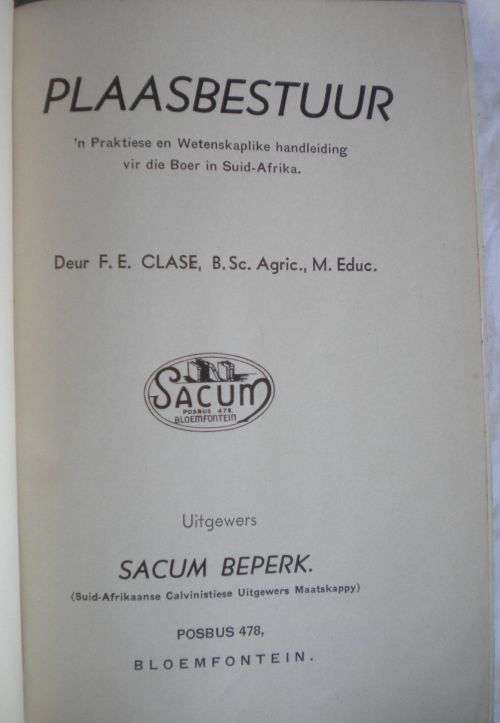 PLAASBESTUUR
'n Praktiese en Wetenskaplike handleiding
vir die Boer in Suid-Afrika.
Deur F. E. CLASE, B. Sc. Agric., M. Educ.
SACUM
POSBUS 478,
BLOEMFONTEIN
Uitgewers
SACUM BEPERK.
(Suid-Afrikaanse Calvinistiese Uitgewers Maatskappy)
POSBUS 478,
BLOEMFONTEIN.